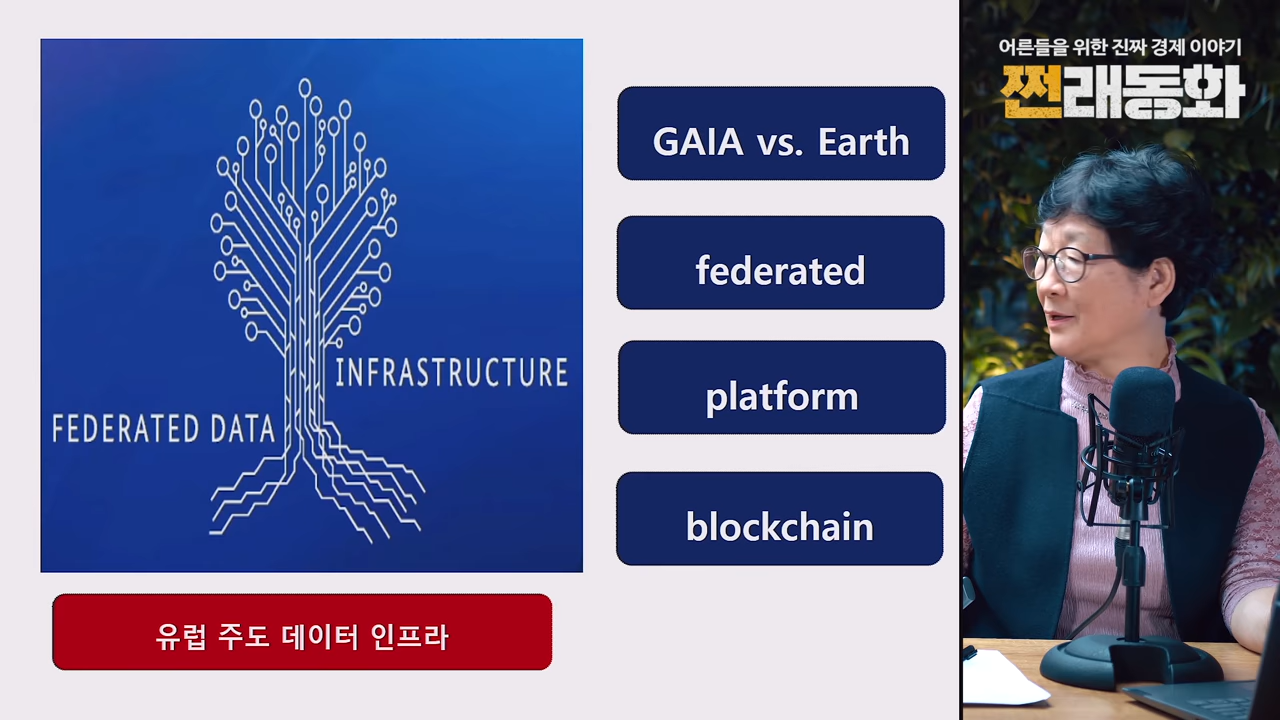 INFRASTRUCTURE
FEDERATED DATA
유럽 주도 데이터 인프라
GAIA vs. Earth
federated
platform
blockchain
어른들을 위한 진짜 경제 이야기
쩐래동화